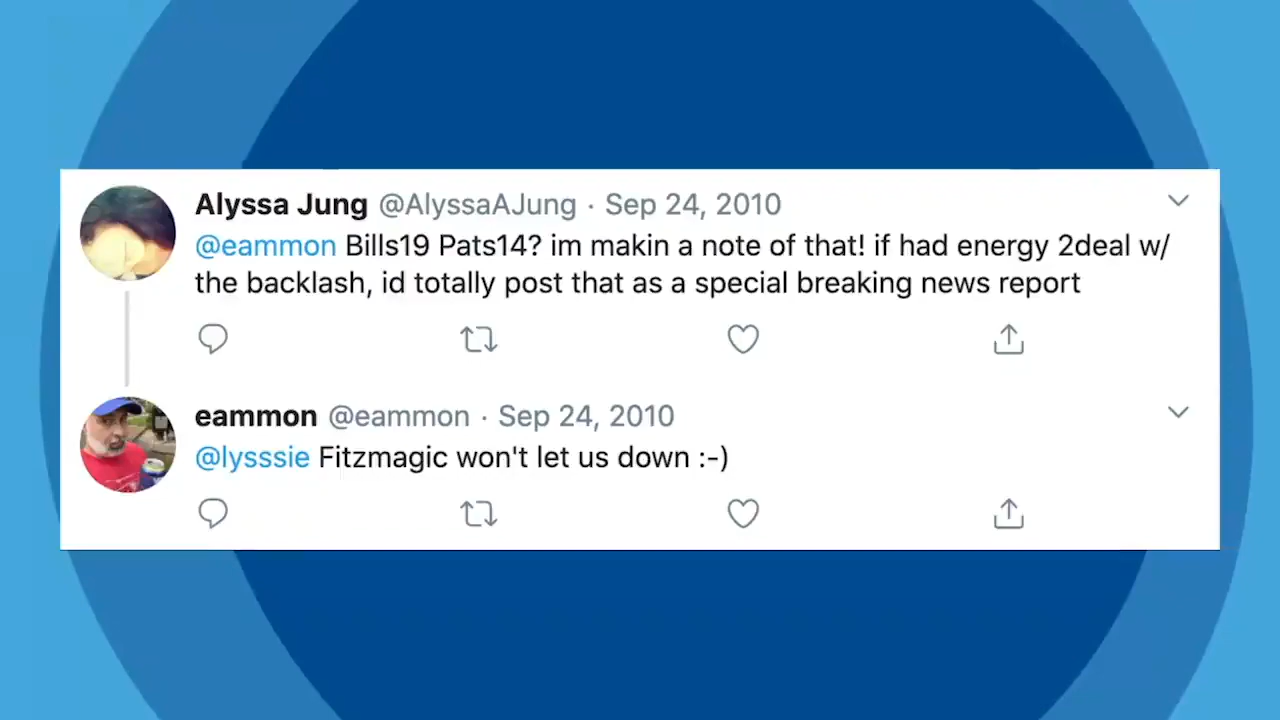 Alyssa Jung @AlyssaAJung · Sep 24, 2010
@eammon Bills19 Pats14? im makin a note of that! if had energy 2deal w/
the backlash, id totally post that as a special breaking news report
eammon @eammon · Sep 24, 2010
@lysssie Fitzmagic won't let us down :-)